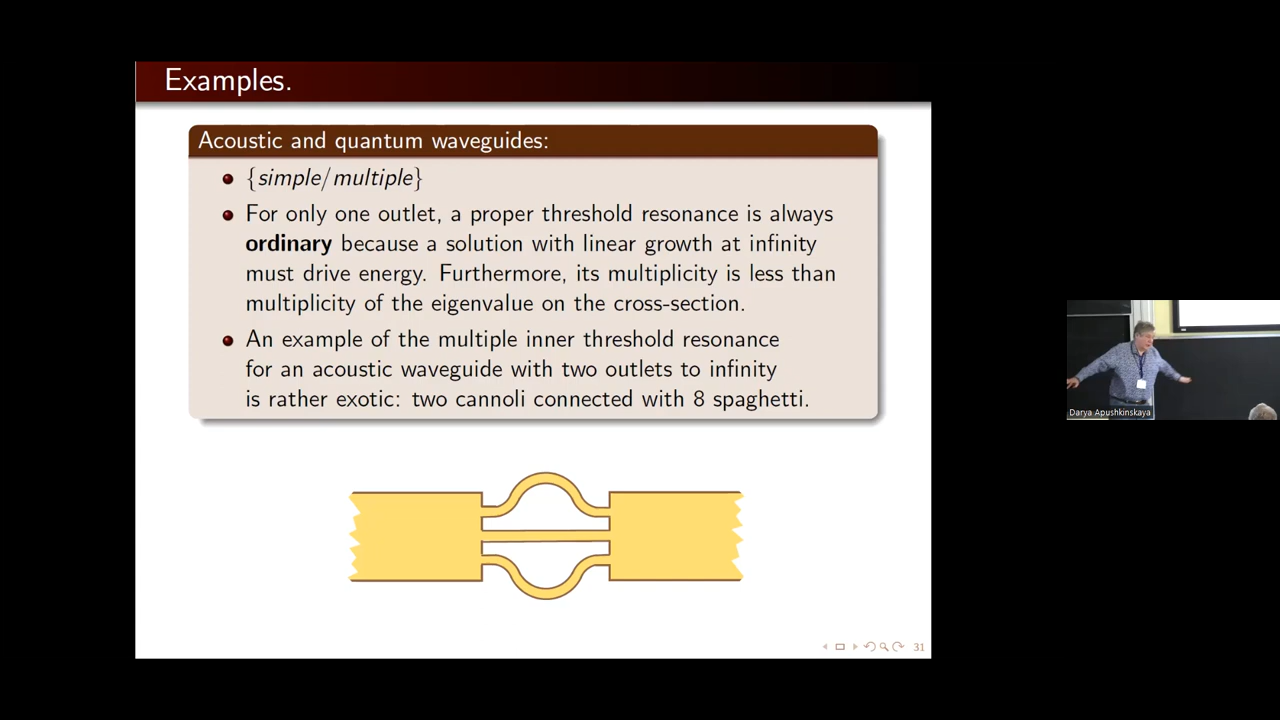 Examples.
Acoustic and quantum waveguides:
{simple/multiple}
For only one outlet, a proper threshold resonance is always
ordinary because a solution with linear growth at infinity
must drive energy. Furthermore, its multiplicity is less than
multiplicity of the eigenvalue on the cross-section.
An example of the multiple inner threshold resonance
for an acoustic waveguide with two outlets to infinity
is rather exotic: two cannoli connected with 8 spaghetti.
Darya Apushkinskaya
31